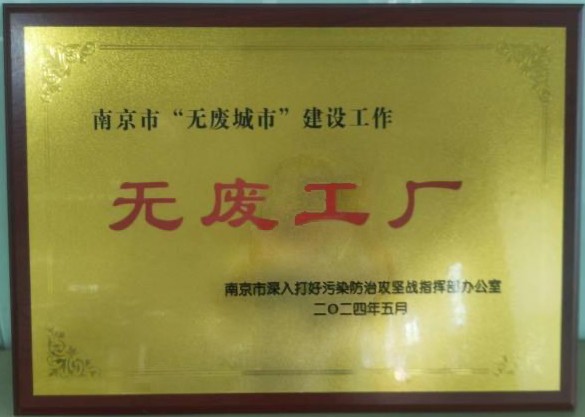 南京市“无废城市”建设工作
无废工厂
南京市深入打好污染防治攻坚战指挥部办公室
二〇二四年五月